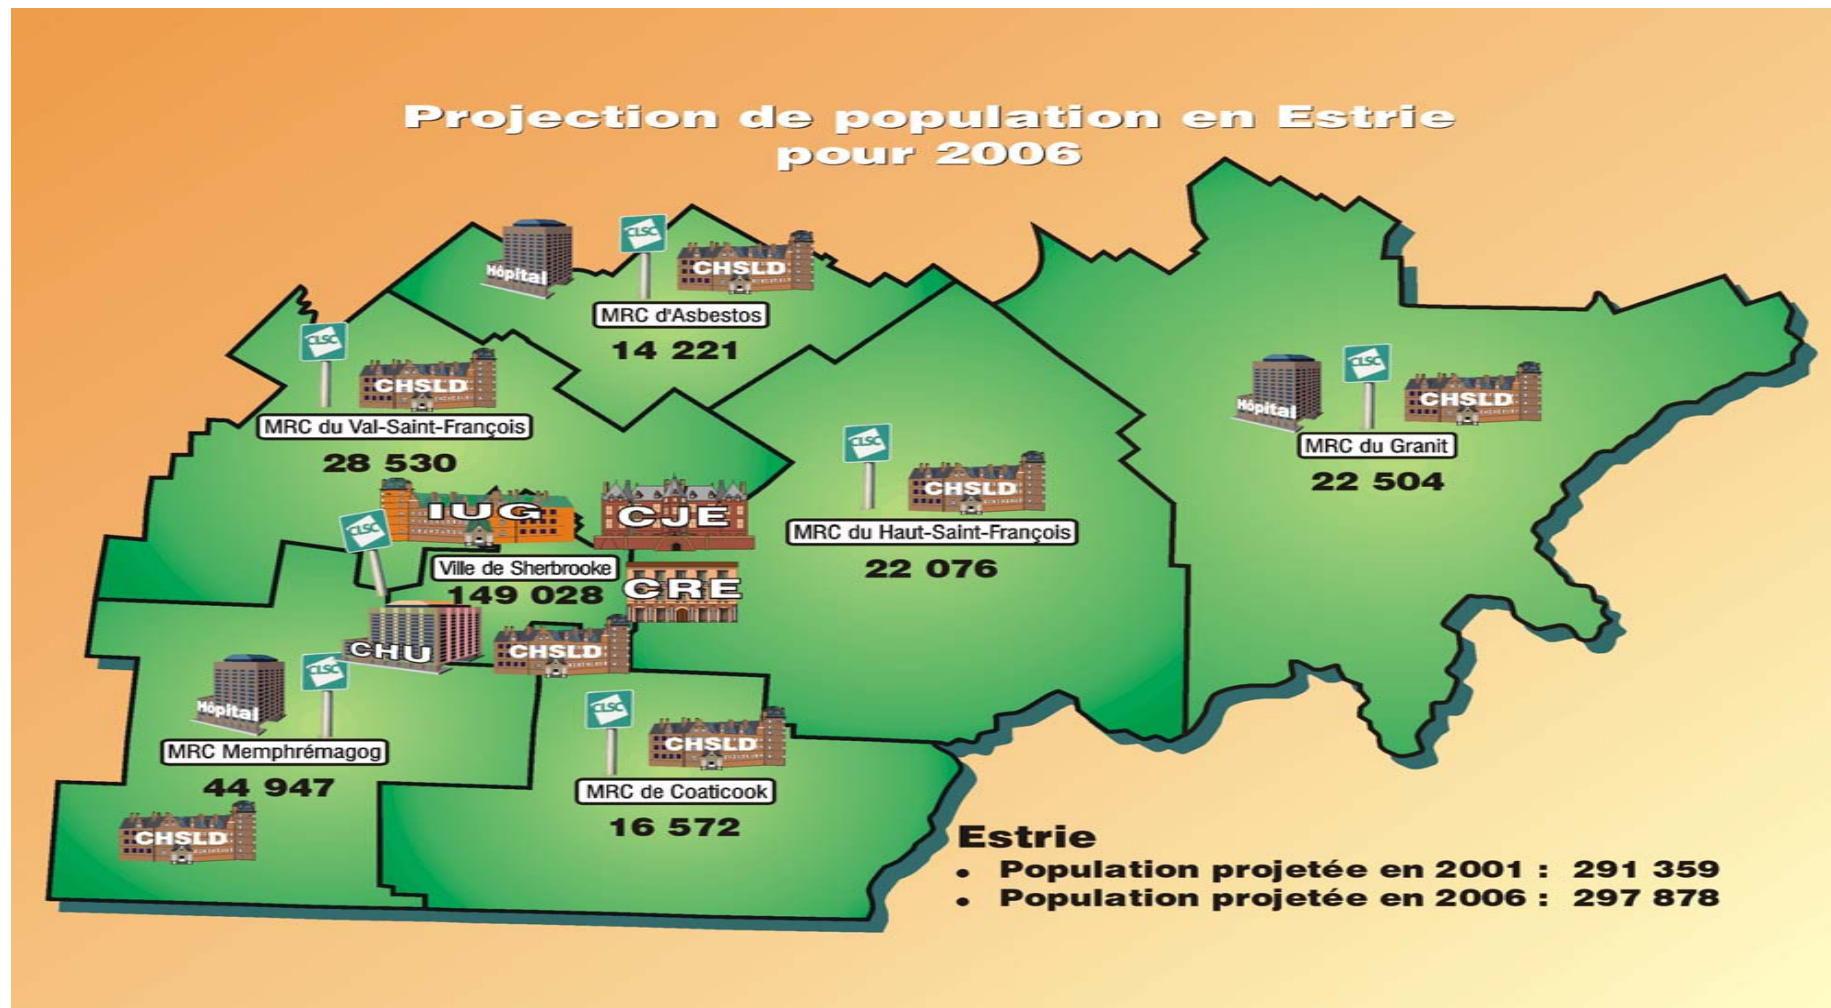 Projection de population en Estrie
pour 2006
Hôpital
CLSC
CHSLD
MRC d'Asbestos
14 221
CLSC
CHSLD
MRC du Val-Saint-François
28 530
Hôpital
CLSC
CHSLD
MRC du Granit
22 504
CLSC
CHSLD
MRC du Haut-Saint-François
22 076
IUG
CJE
CLSC
Ville de Sherbrooke
149 028
CRE
CHU
CHSLD
Hôpital
CLSC
MRC Memphrémagog
44 947
CHSLD
CLSC
CHSLD
MRC de Coaticook
16 572
Estrie
• Population projetée en 2001 : 291 359
• Population projetée en 2006 : 297 878